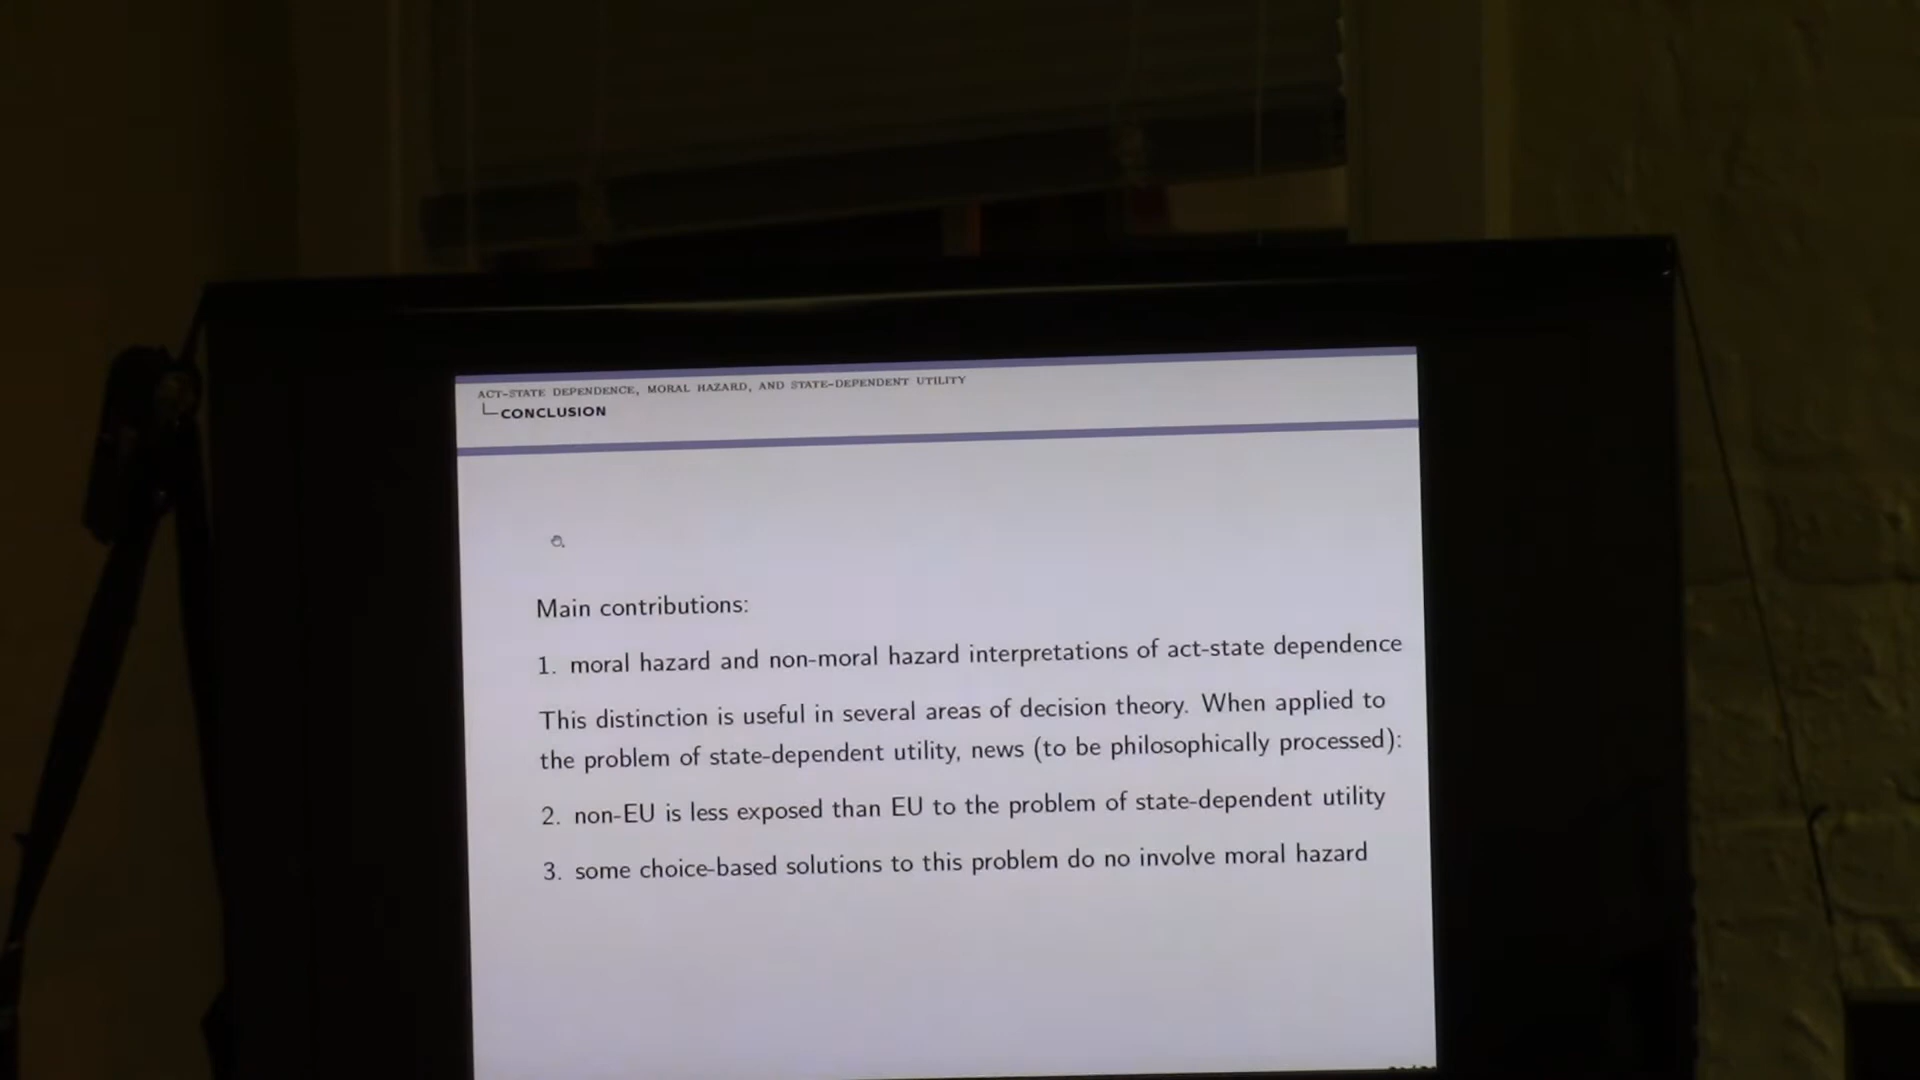 ACT-STATE DEPENDENCE, MORAL HAZARD, AND STATE-DEPENDENT UTILITY
CONCLUSION
Main contributions:
1. moral hazard and non-moral hazard interpretations of act-state dependence
This distinction is useful in several areas of decision theory. When applied to
the problem of state-dependent utility, news (to be philosophically processed):
2. non-EU is less exposed than EU to the problem of state-dependent utility
3. some choice-based solutions to this problem do no involve moral hazard